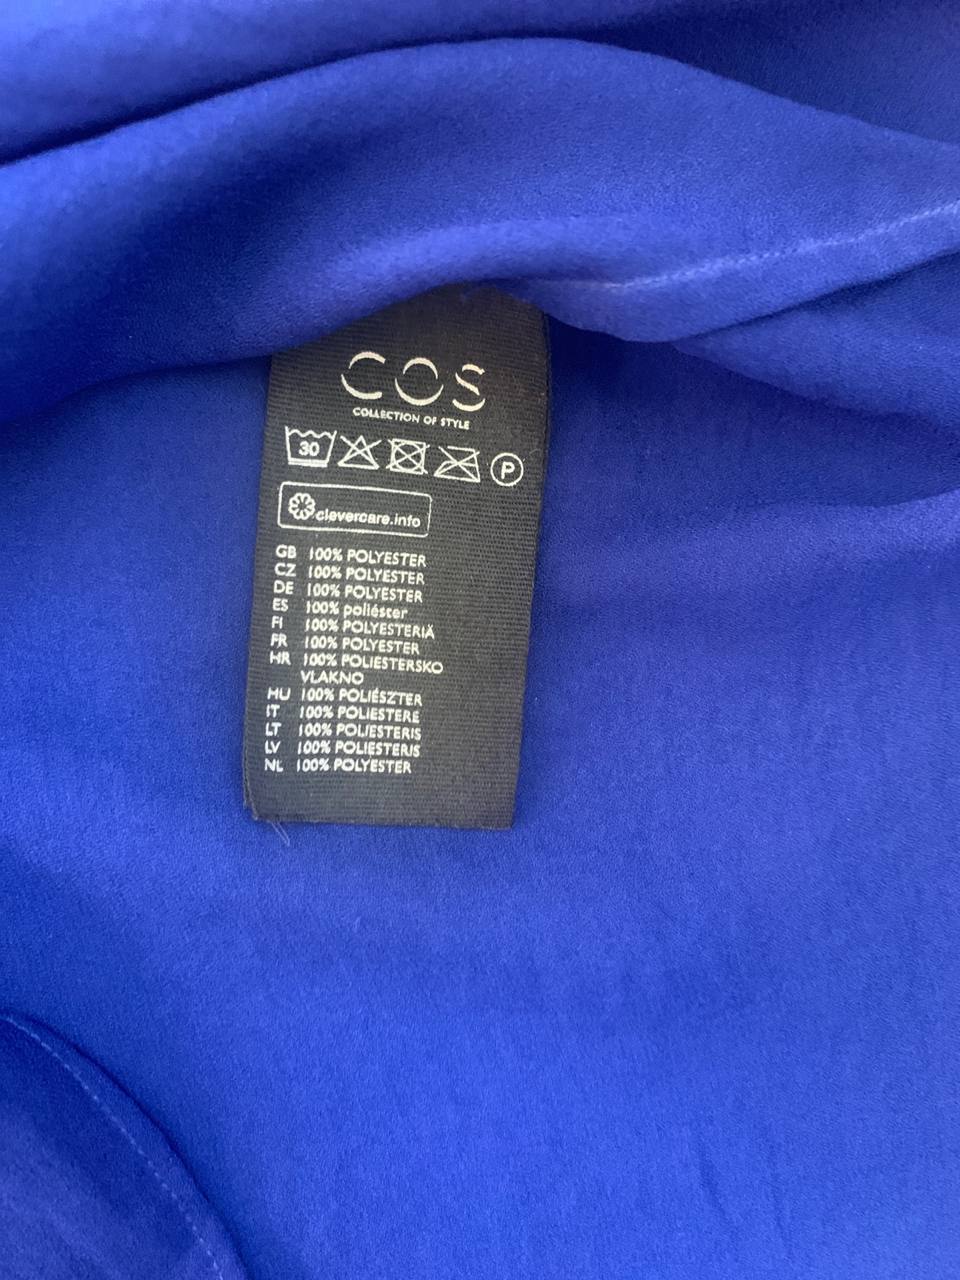 COS
COLLECTION OF STYLE
30 P
clevercare.info
GB 100% POLYESTER
CZ 100% POLYESTER
DE 100% POLYESTER
ES 100% poliéster
FI 100% POLYESTERIÄ
FR 100% POLYESTER
HR 100% POLIESTERSKO
VLAKNO
HU 100% POLIÉSZTER
IT 100% POLIESTERE
LT 100% POLIESTERIS
LV 100% POLIESTERIS
NL 100% POLYESTER